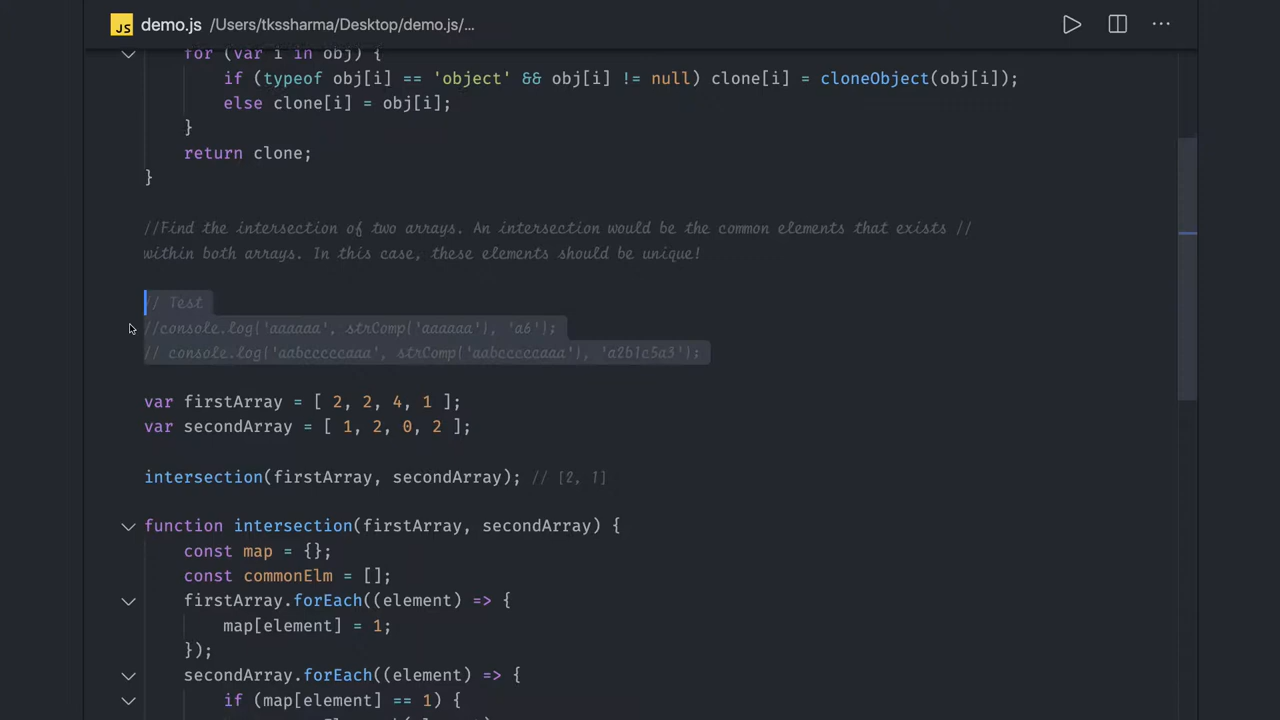 JS demo.js /Users/tkssharma/Desktop/demo.js/...
for (var i in obj) {
if (typeof obj[i] == 'object' && obj[i] != null) clone[i] = cloneObject(obj[i]);
else clone[i] = obj[i];
}
return clone;
}
//Find the intersection of two arrays. An intersection would be the common elements that exists //
within both arrays. In this case, these elements should be unique!
// Test
//console.log('aaaaaa', strComp('aaaaaa'), 'a6');
// console.log('aabcccccaaa', strComp('aabcccccaaa'), 'a2b1c5a3');
var firstArray = [ 2, 2, 4, 1 ];
var secondArray = [ 1, 2, 0, 2 ];
intersection(firstArray, secondArray); // [2, 1]
function intersection(firstArray, secondArray) {
const map = {};
const commonElm = [];
firstArray.forEach((element) => {
map[element] = 1;
});
secondArray.forEach((element) => {
if (map[element] == 1) {